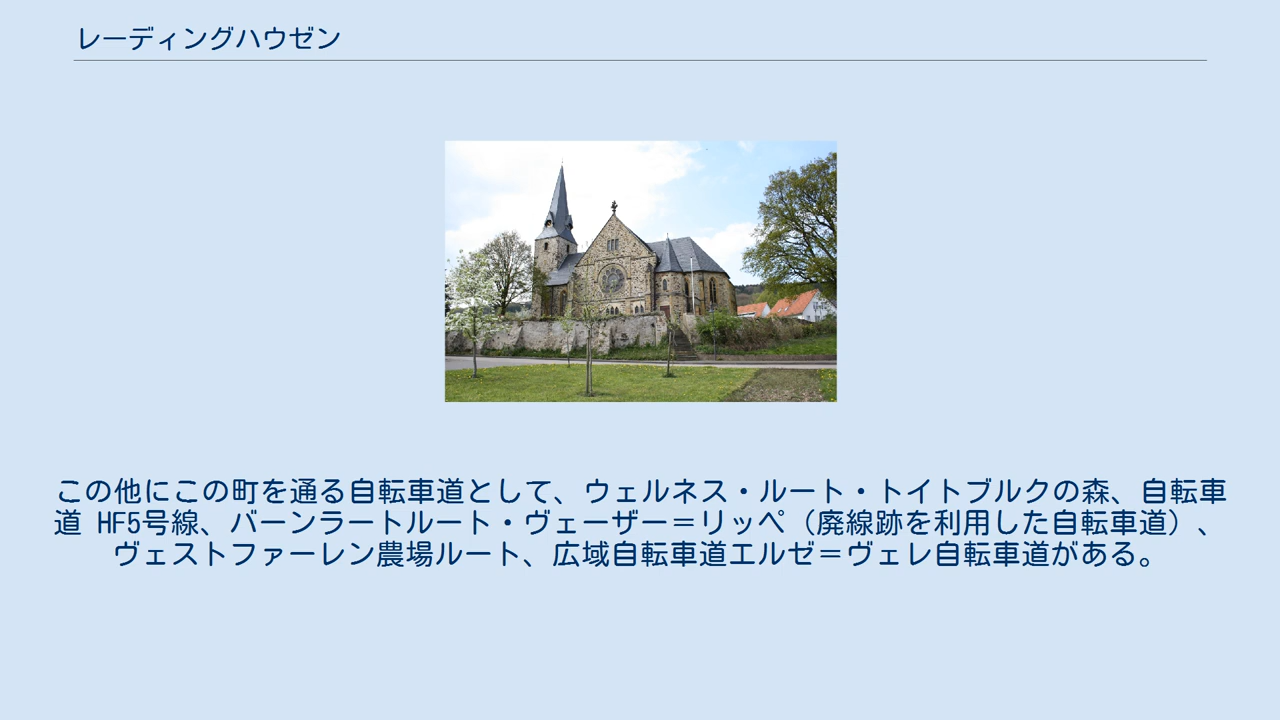 レーディングハウゼン
この他にこの町を通る自転車道として、ウェルネス・ルート・トイトブルクの森、自転車
道 HF5号線、バーンラートルート・ヴェーザー＝リッペ（廃線跡を利用した自転車道）、
ヴェストファーレン農場ルート、広域自転車道エルゼ＝ヴェレ自転車道がある。